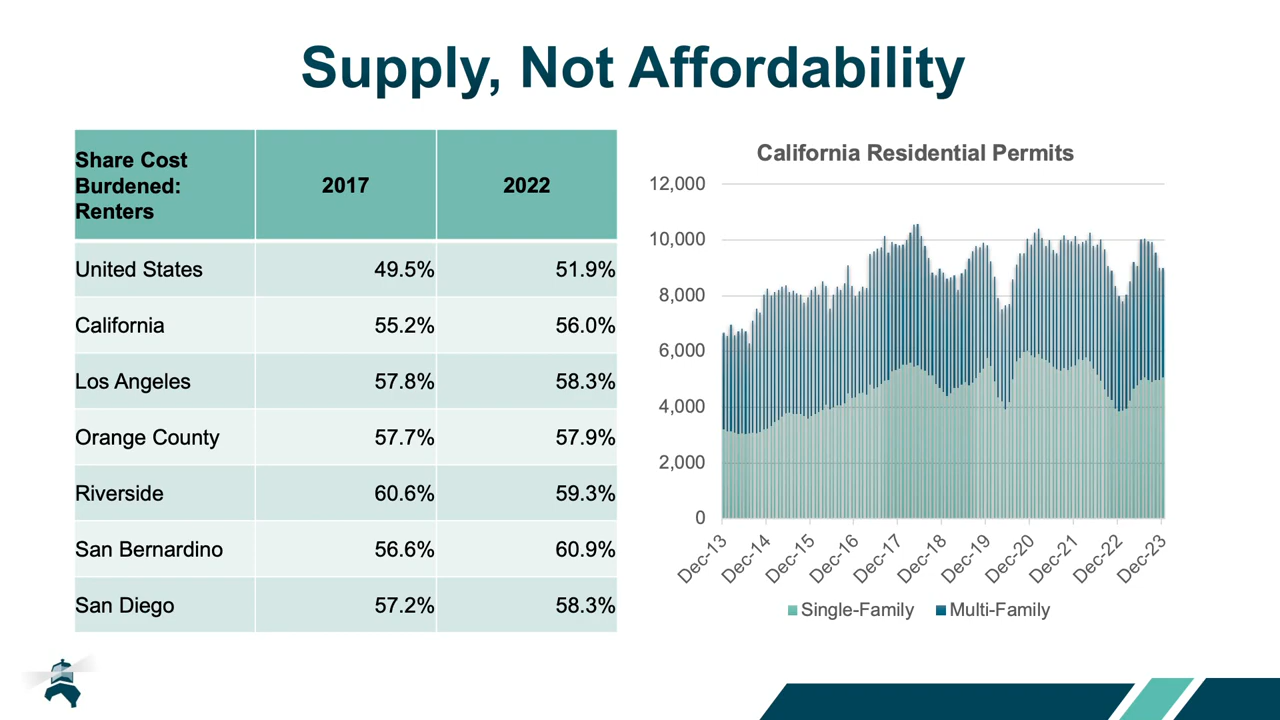 Supply, Not Affordability
Share Cost
Burdened:
Renters
2017
2022
United States 49.5% 51.9%
California 55.2% 56.0%
Los Angeles 57.8% 58.3%
Orange County 57.7% 57.9%
Riverside 60.6% 59.3%
San Bernardino 56.6% 60.9%
San Diego 57.2% 58.3%
California Residential Permits
12,000
10,000
8,000
6,000
4,000
2,000
0
Dec-13 Dec-14 Dec-15 Dec-16 Dec-17 Dec-18 Dec-19 Dec-20 Dec-21 Dec-22 Dec-23
Single-Family Multi-Family